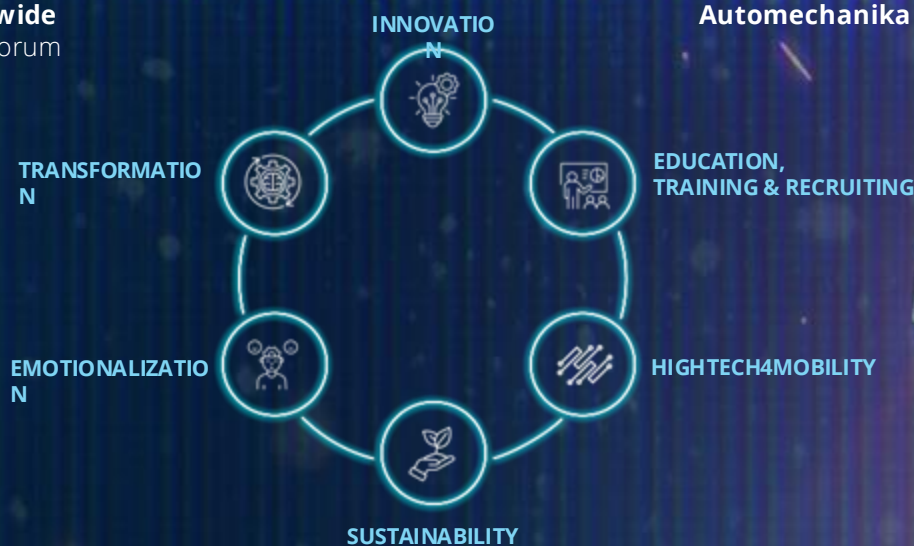 wide
orum
Automechanika
INNOVATIO
N
TRANSFORMATIO
N
EDUCATION,
TRAINING & RECRUITING
EMOTIONALIZATIO
N
HIGHTECH4MOBILITY
SUSTAINABILITY